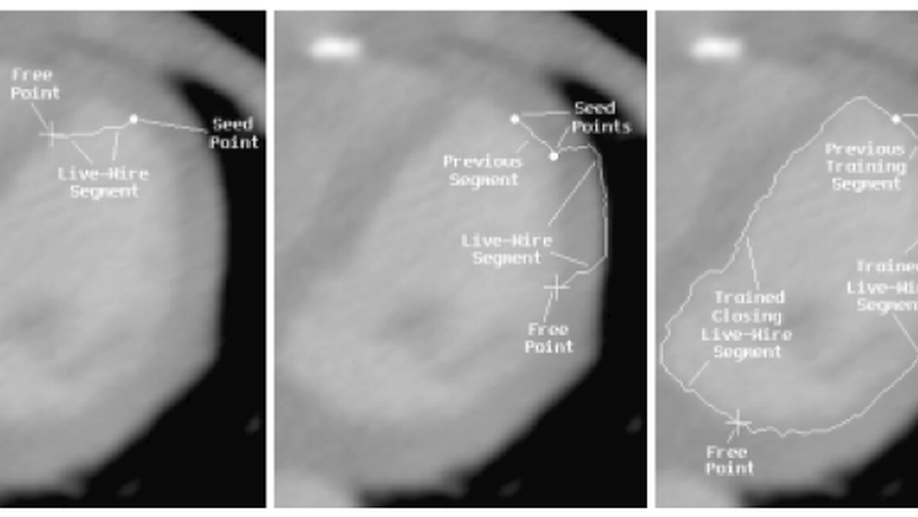 Free
Point
Seed
Point
Live-Wire
Segment
Seed
Points
Previous
Segment
Live-Wire
Segment
Free
Point
Previous
Training
Segment
Trained
Closing
Live-Wire
Segment
Free
Point